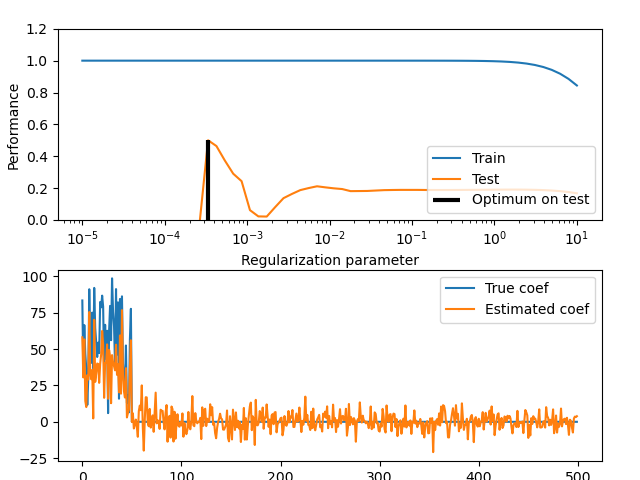 1.2
1.0
0.8
0.6
0.4
0.2
0.0
Performance
Train
Test
Optimum on test
10⁻⁵ 10⁻⁴ 10⁻³ 10⁻² 10⁻¹ 10⁰ 10¹
Regularization parameter
100
75
50
25
0
−25
True coef
Estimated coef
0 100 200 300 400 500